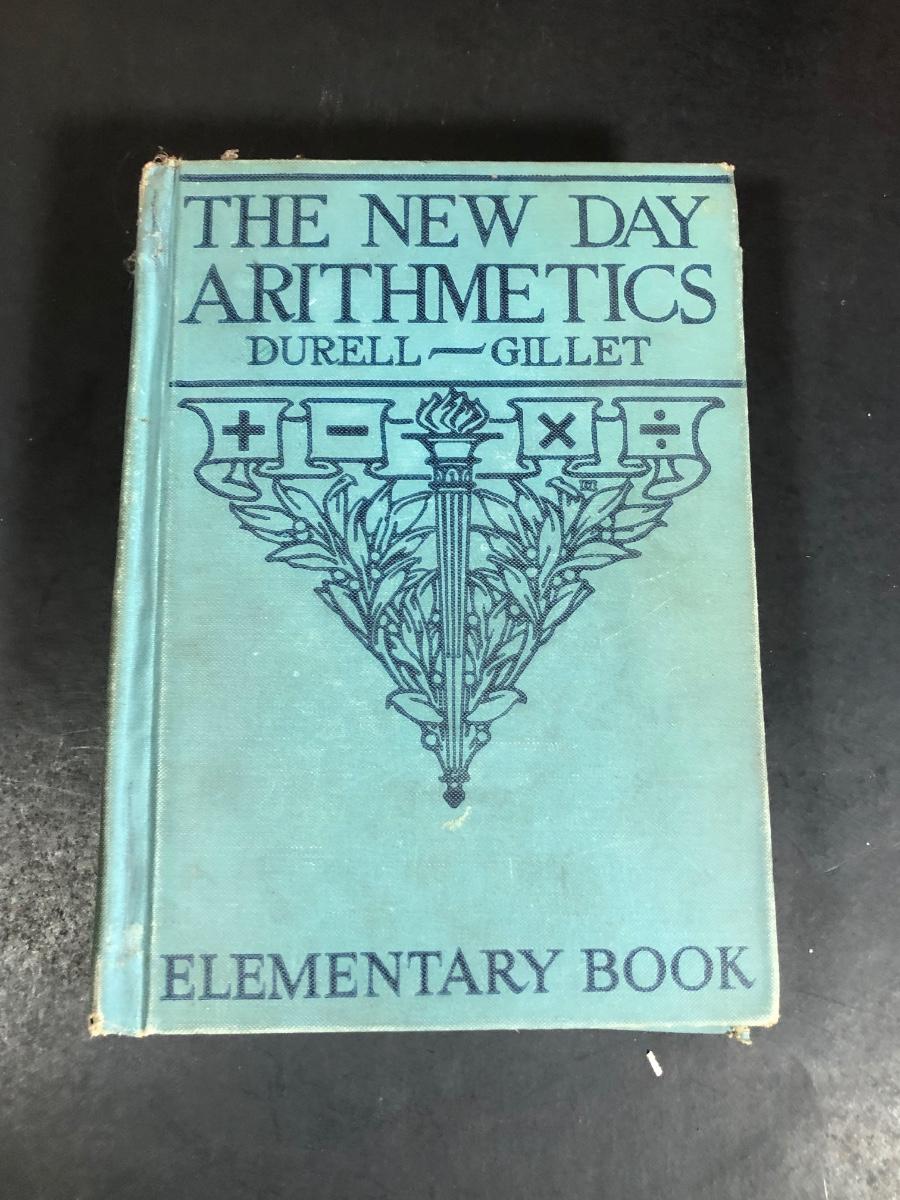 THE NEW DAY
ARITHMETICS
DURELL~GILLET
+ − × ÷
ELEMENTARY BOOK